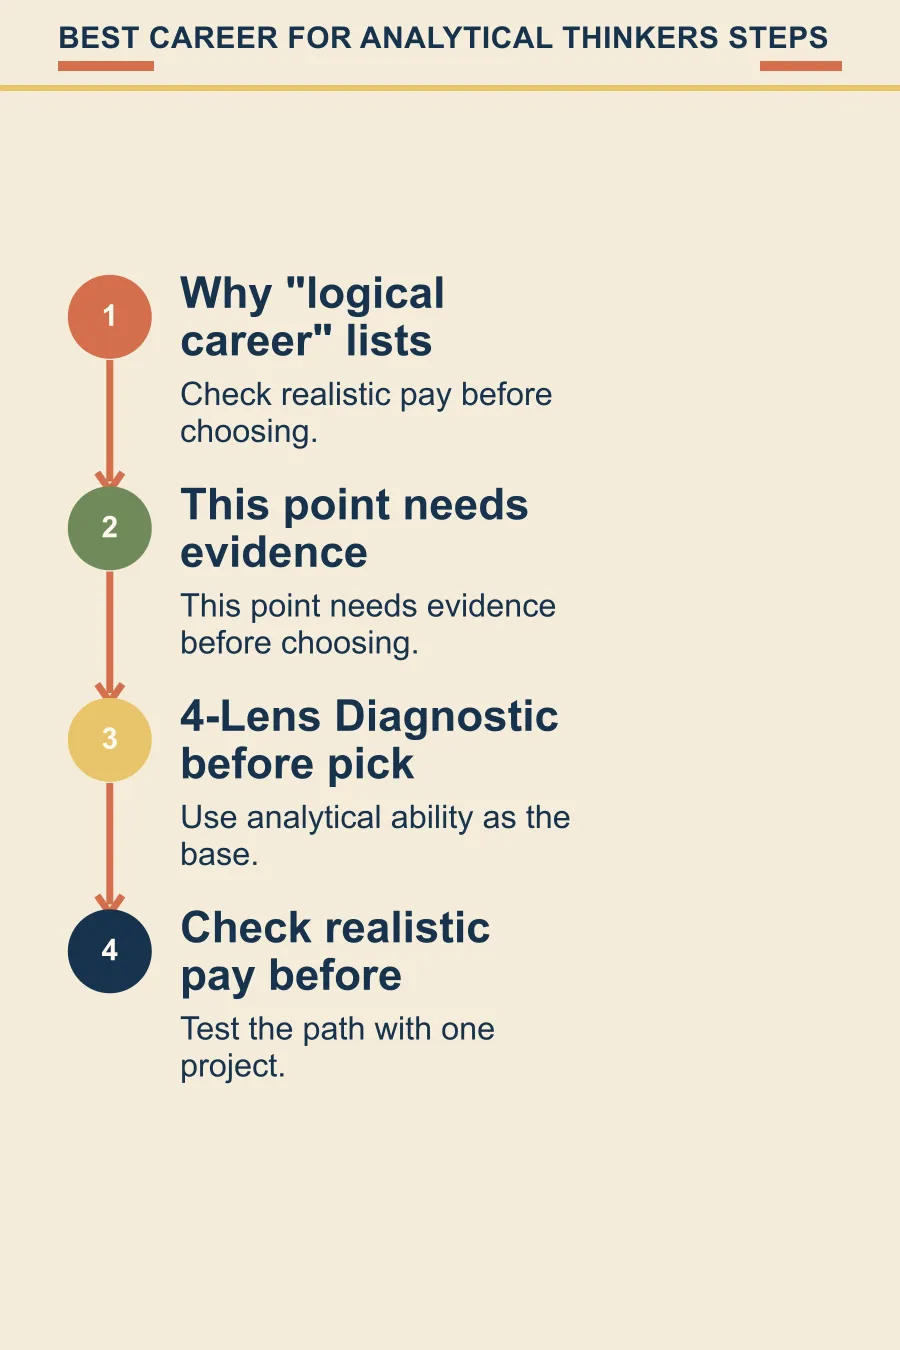 BEST CAREER FOR ANALYTICAL THINKERS STEPS
1
Why "logical
career" lists
Check realistic pay before
choosing.
2
This point needs
evidence
This point needs evidence
before choosing.
3
4-Lens Diagnostic
before pick
Use analytical ability as the
base.
4
Check realistic
pay before
Test the path with one
project.